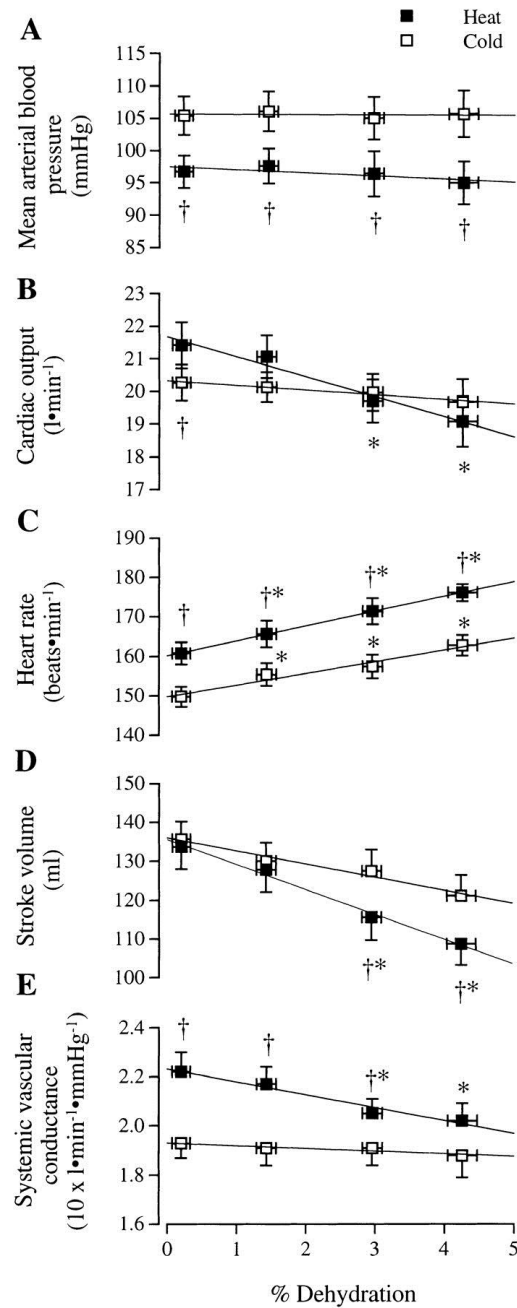 A
Heat
Cold
Mean arterial blood
pressure
(mmHg)
115
110
105
100
95
90
85
† † † †
B
Cardiac output
(l•min-1)
23
22
21
20
19
18
17
† * *
C
Heart rate
(beats•min-1)
190
180
170
160
150
140
† †* †* †*
* * *
D
Stroke volume
(ml)
150
140
130
120
110
100
†* †*
E
Systemic vascular
conductance
(10 x l•min-1•mmHg-1)
2.4
2.2
2.0
1.8
1.6
† † †* *
0 1 2 3 4 5
% Dehydration